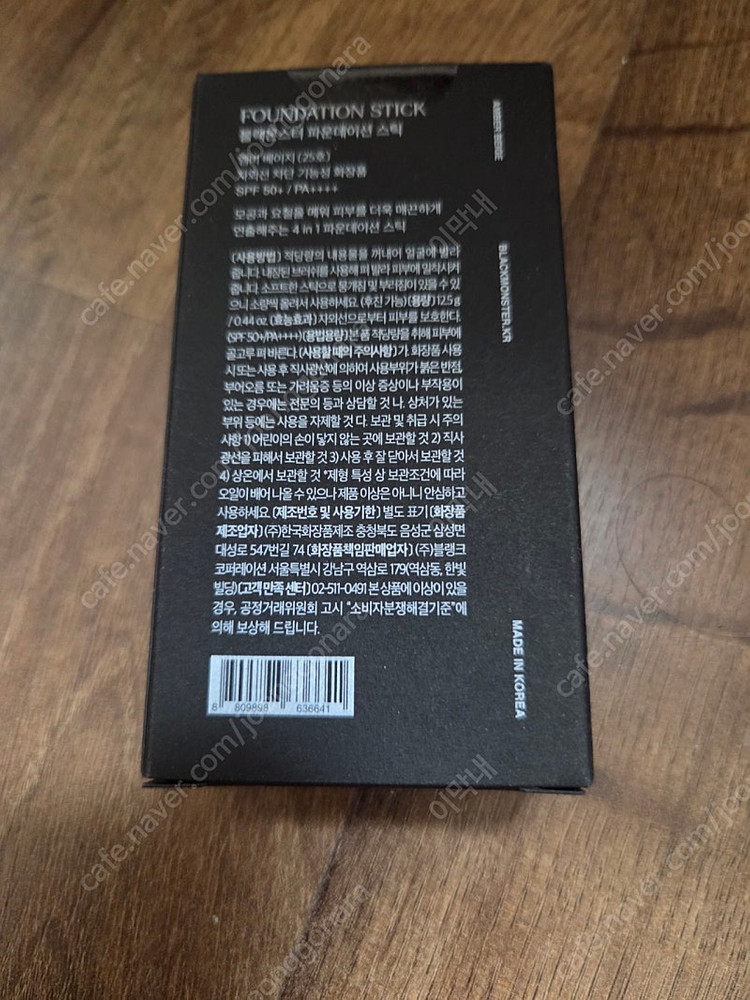 FOUNDATION STICK
블랙몬스터 파운데이션 스틱
앰버 베이지 (25호)
자외선 차단 기능성 화장품
SPF 50+ / PA++++
모공과 요철을 메워 피부를 더욱 매끈하게
연출해주는 4 in 1 파운데이션 스틱
(사용방법) 적당량의 내용물을 꺼내어 얼굴에 발라
줍니다. 내장된 브러쉬를 사용해 펴 발라 피부에 밀착시켜
줍니다. 소프트한 스틱으로 뭉개짐 및 부러짐이 있을 수 있
으니 소량씩 올려서 사용하세요. (후진 가능) (용량) 12.5 g
/ 0.44 oz. (효능효과) 자외선으로부터 피부를 보호한다.
(SPF 50+/PA++++) (용법용량) 본 품 적당량을 취해 피부에
골고루 펴 바른다. (사용할 때의 주의사항) 가. 화장품 사용
시 또는 사용 후 직사광선에 의하여 사용부위가 붉은 반점,
부어오름 또는 가려움증 등의 이상 증상이나 부작용이
있는 경우에는 전문의 등과 상담할 것 나. 상처가 있는
부위 등에는 사용을 자제할 것 다. 보관 및 취급 시 주의
사항 1) 어린이의 손이 닿지 않는 곳에 보관할 것 2) 직사
광선을 피해서 보관할 것 3) 사용 후 잘 닫아서 보관할 것
4) 상온에서 보관할 것 *제형 특성 상 보관조건에 따라
오일이 배어 나올 수 있으나 제품 이상은 아니니 안심하고
사용하세요. (제조번호 및 사용기한) 별도 표기 (화장품
제조업자) (주)한국화장품제조 충청북도 음성군 삼성면
대성로 547번길 74 (화장품책임판매업자) (주)블랭크
코퍼레이션 서울특별시 강남구 역삼로 179(역삼동, 한빛
빌딩) (고객 만족 센터) 02-511-0491 본 상품에 이상이 있을
경우, 공정거래위원회 고시 "소비자분쟁해결기준"에
의해 보상해 드립니다.
8 809898 636641
AMBER BEIGE
BLACKMONSTER.KR
MADE IN KOREA
cafe.naver.com/joonggonara
이막내